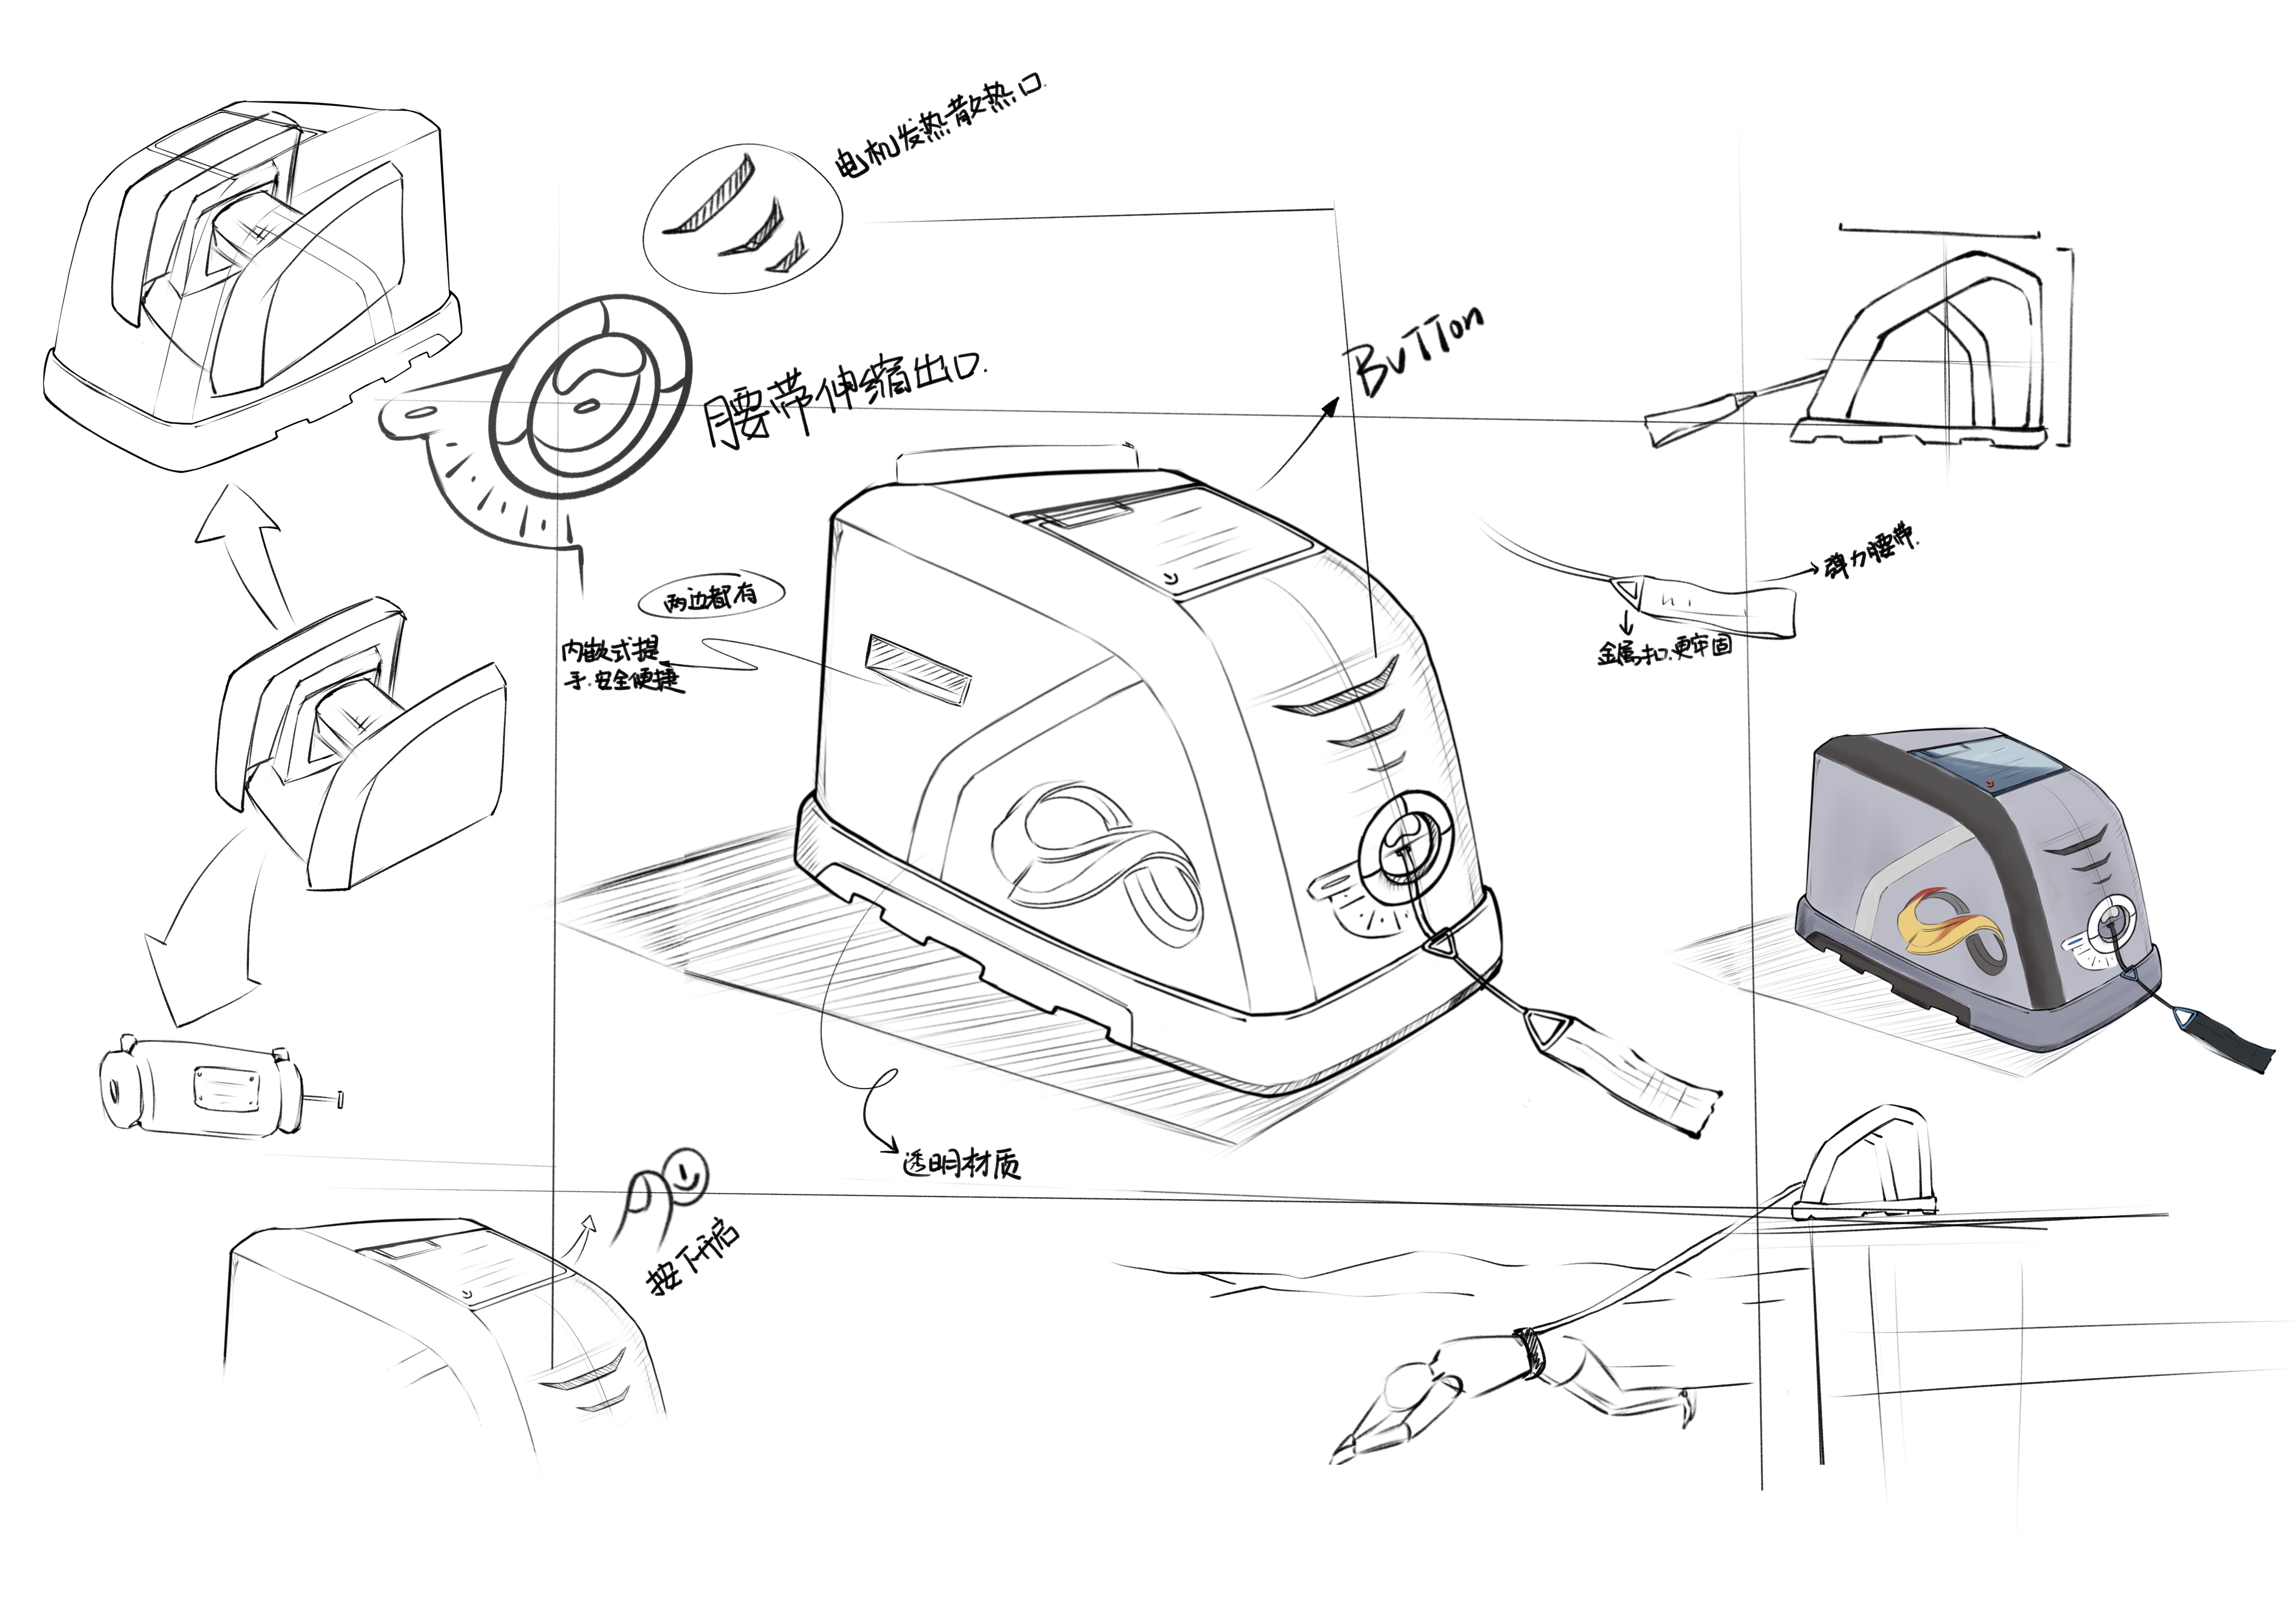 电机发热散热口.
腰带伸缩出口.
BuTTon
弹力腰带.
两边都有
内嵌式提
手.安全便捷
金属扣.更牢固
透明材质
按下开启